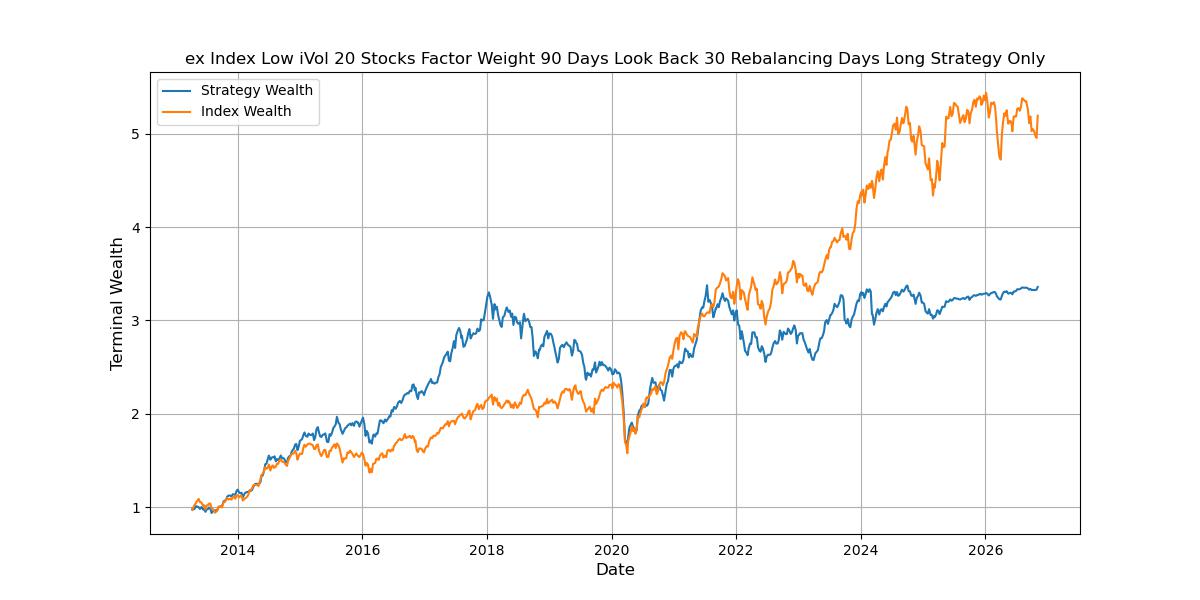 ex Index Low iVol 20 Stocks Factor Weight 90 Days Look Back 30 Rebalancing Days Long Strategy Only
Strategy Wealth
Index Wealth
Terminal Wealth
5
4
3
2
1
2014 2016 2018 2020 2022 2024 2026
Date